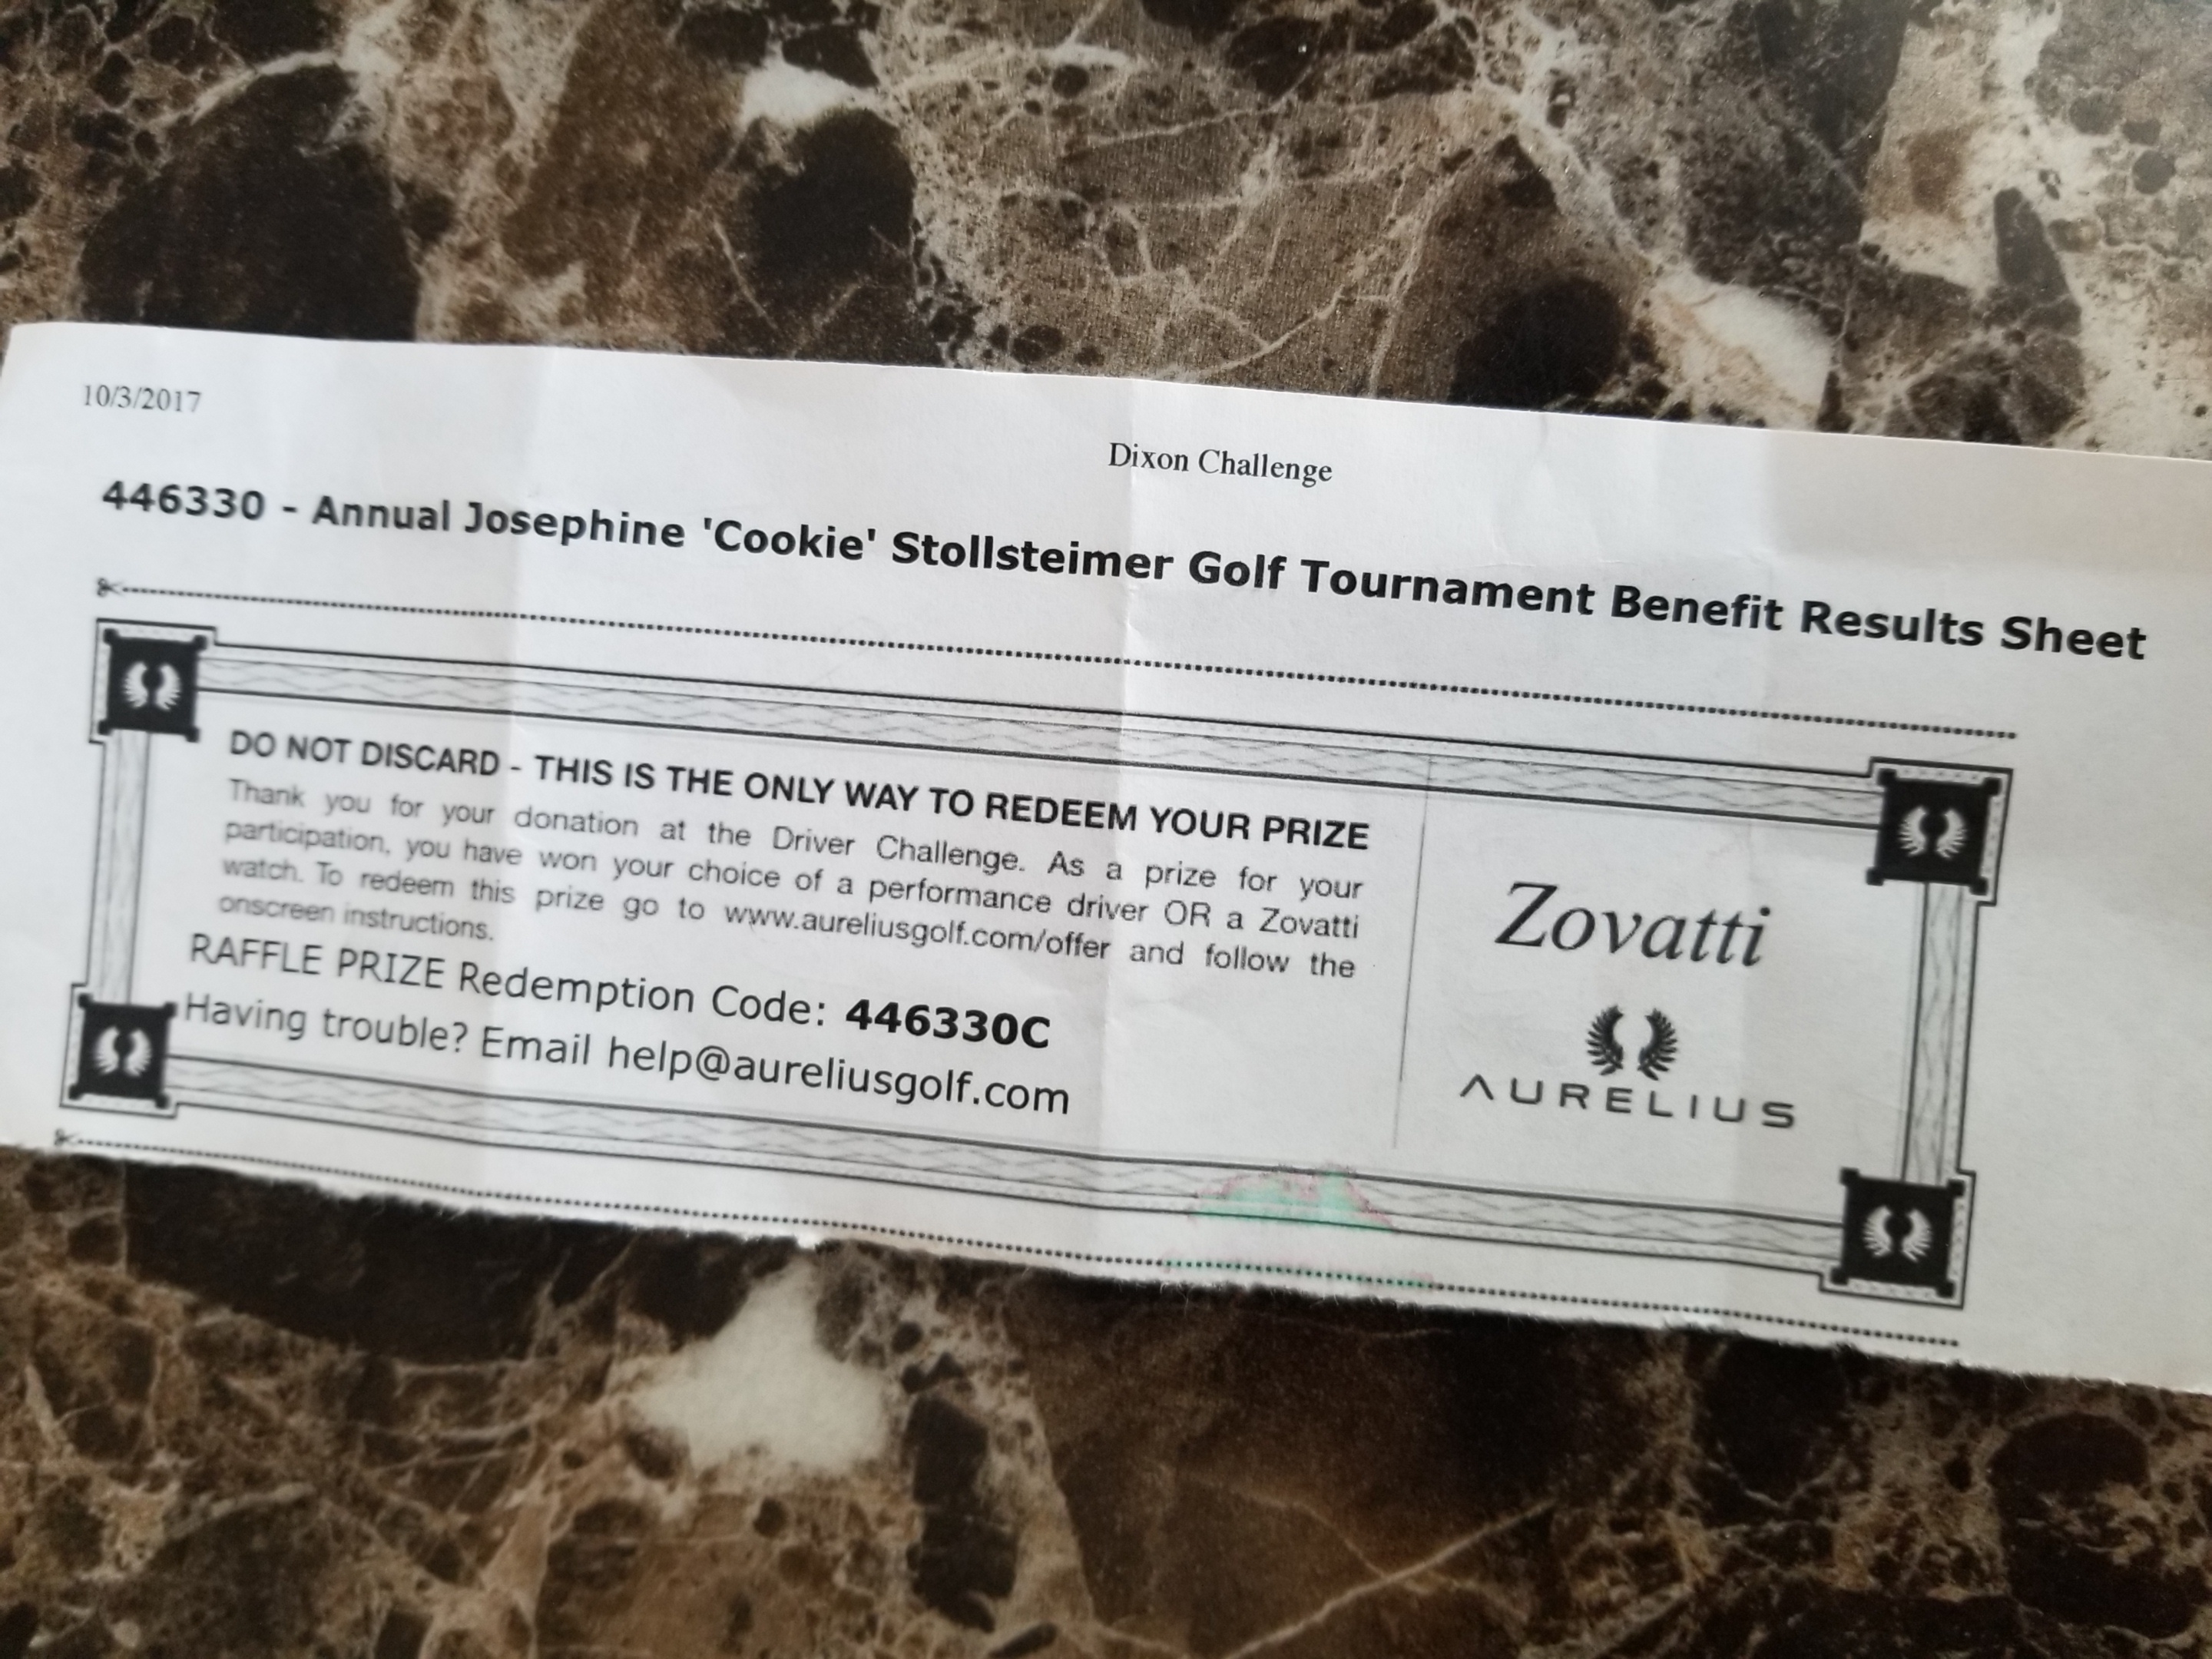 10/3/2017
Dixon Challenge
446330 - Annual Josephine 'Cookie' Stollsteimer Golf Tournament Benefit Results Sheet
DO NOT DISCARD - THIS IS THE ONLY WAY TO REDEEM YOUR PRIZE
Thank you for your donation at the Driver Challenge. As a prize for your
participation, you have won your choice of a performance driver OR a Zovatti
watch. To redeem this prize go to www.aureliusgolf.com/offer and follow the
onscreen instructions.
RAFFLE PRIZE Redemption Code: 446330C
Having trouble? Email help@aureliusgolf.com
Zovatti
AURELIUS